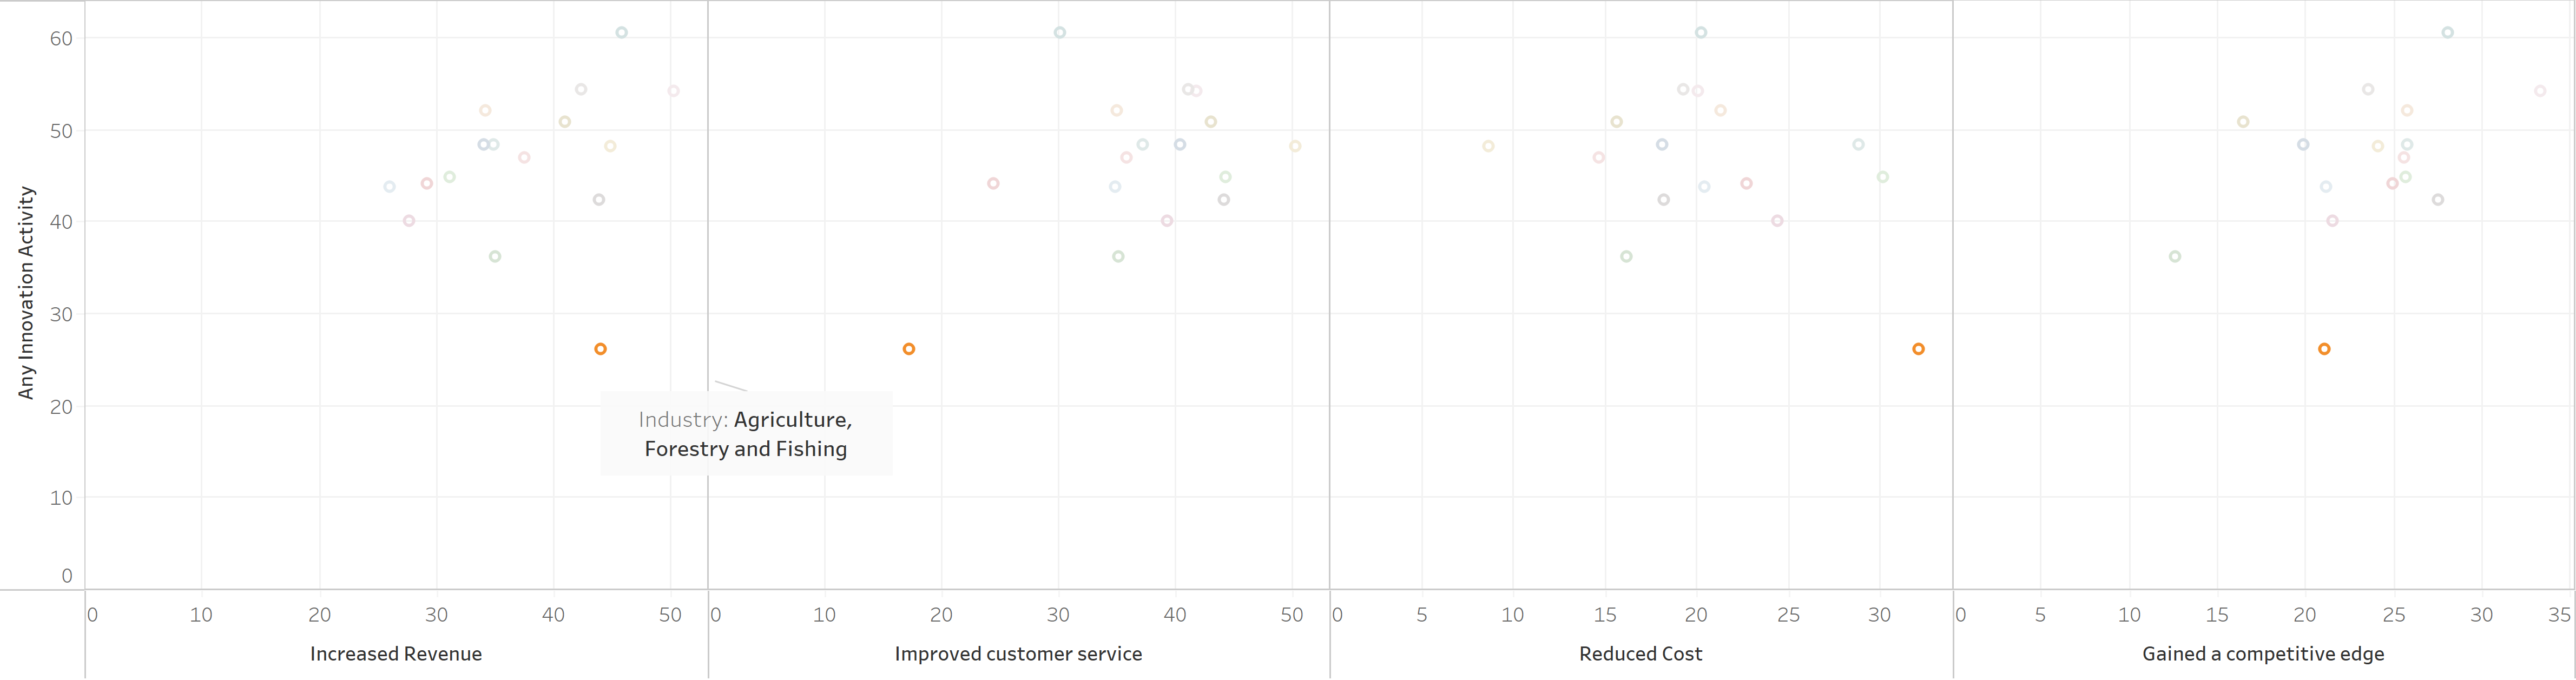 60
50
40
30
20
10
0
Any Innovation Activity
Industry: Agriculture,
Forestry and Fishing
0 10 20 30 40 50 0 10 20 30 40 50 0 5 10 15 20 25 30 0 5 10 15 20 25 30 35
Increased Revenue Improved customer service Reduced Cost Gained a competitive edge